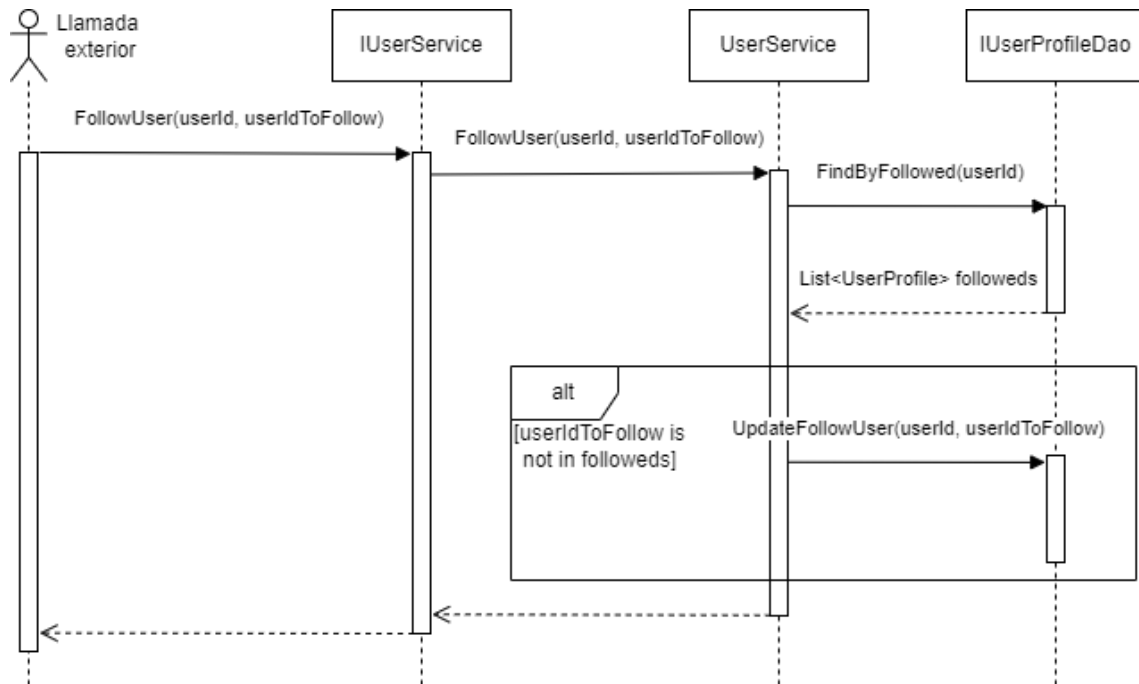 Llamada
exterior
IUserService
UserService
IUserProfileDao
FollowUser(userId, userIdToFollow)
FollowUser(userId, userIdToFollow)
FindByFollowed(userId)
List<UserProfile> followeds
alt
[userIdToFollow is
not in followeds]
UpdateFollowUser(userId, userIdToFollow)